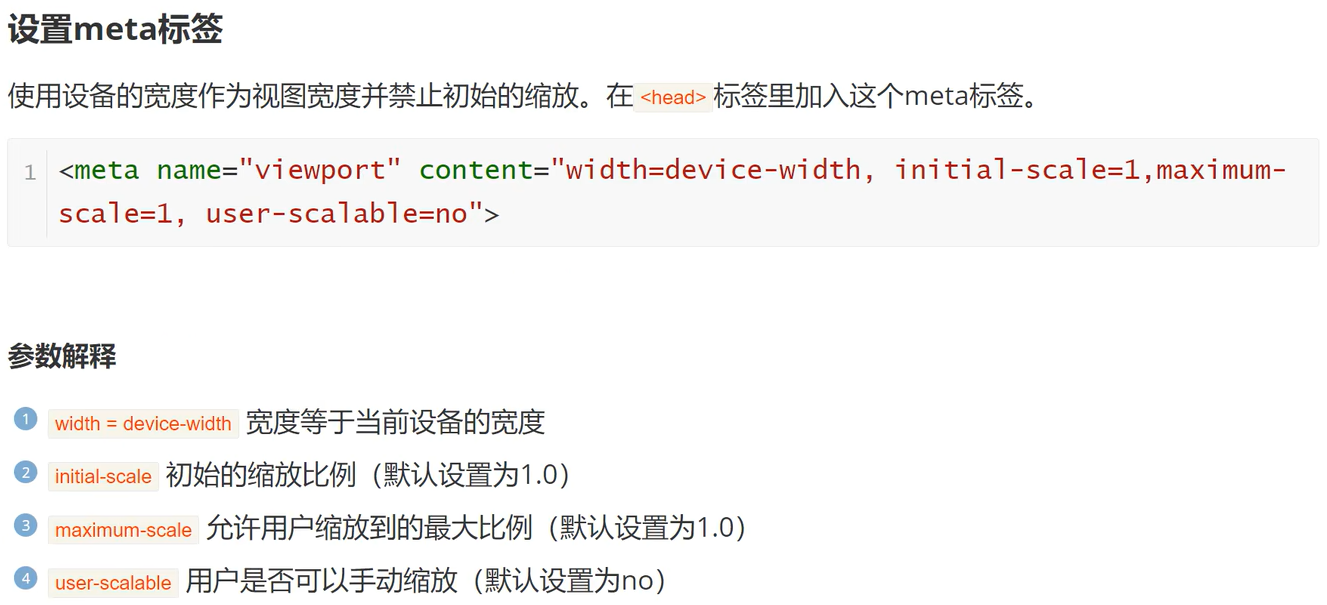 设置meta标签
使用设备的宽度作为视图宽度并禁止初始的缩放。在<head>标签里加入这个meta标签。
1 <meta name="viewport" content="width=device-width, initial-scale=1,maximum-
scale=1, user-scalable=no">
参数解释
1 width = device-width 宽度等于当前设备的宽度
2 initial-scale 初始的缩放比例（默认设置为1.0）
3 maximum-scale 允许用户缩放到的最大比例（默认设置为1.0）
4 user-scalable 用户是否可以手动缩放（默认设置为no）